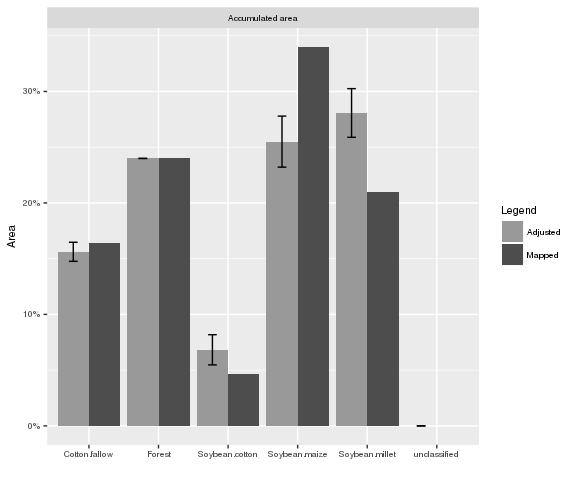 Accumulated area
30%
20%
10%
0%
Area
Cotton.fallow
Forest
Soybean.cotton
Soybean.maize
Soybean.millet
unclassified
Legend
Adjusted
Mapped